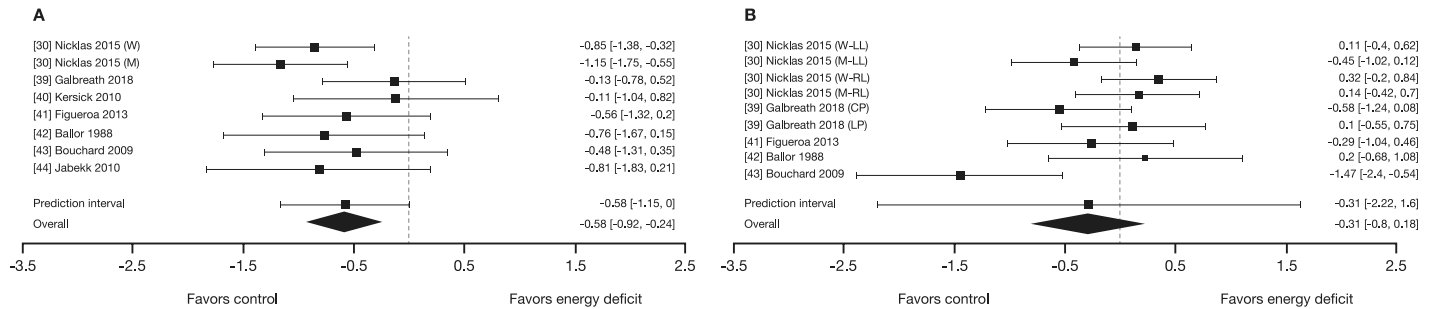 A
[30] Nicklas 2015 (W) -0.85 [-1.38, -0.32]
[30] Nicklas 2015 (M) -1.15 [-1.75, -0.55]
[39] Galbreath 2018 -0.13 [-0.78, 0.52]
[40] Kersick 2010 -0.11 [-1.04, 0.82]
[41] Figueroa 2013 -0.56 [-1.32, 0.2]
[42] Ballor 1988 -0.76 [-1.67, 0.15]
[43] Bouchard 2009 -0.48 [-1.31, 0.35]
[44] Jabekk 2010 -0.81 [-1.83, 0.21]
Prediction interval -0.58 [-1.15, 0]
Overall -0.58 [-0.92, -0.24]
-3.5 -1.5 -0.5 0.5 1.5 2.5
Favors control Favors energy deficit
B
[30] Nicklas 2015 (W-LL) 0.11 [-0.4, 0.62]
[30] Nicklas 2015 (M-LL) -0.45 [-1.02, 0.12]
[30] Nicklas 2015 (W-RL) 0.32 [-0.2, 0.84]
[30] Nicklas 2015 (M-RL) 0.14 [-0.42, 0.7]
[39] Galbreath 2018 (CP) -0.58 [-1.24, 0.08]
[39] Galbreath 2018 (LP) 0.1 [-0.55, 0.75]
[41] Figueroa 2013 -0.29 [-1.04, 0.46]
[42] Ballor 1988 0.2 [-0.68, 1.08]
[43] Bouchard 2009 -1.47 [-2.4, -0.54]
Prediction interval -0.31 [-2.22, 1.6]
Overall -0.31 [-0.8, 0.18]
-3.5 -1.5 -0.5 0.5 1.5 2.5
Favors control Favors energy deficit